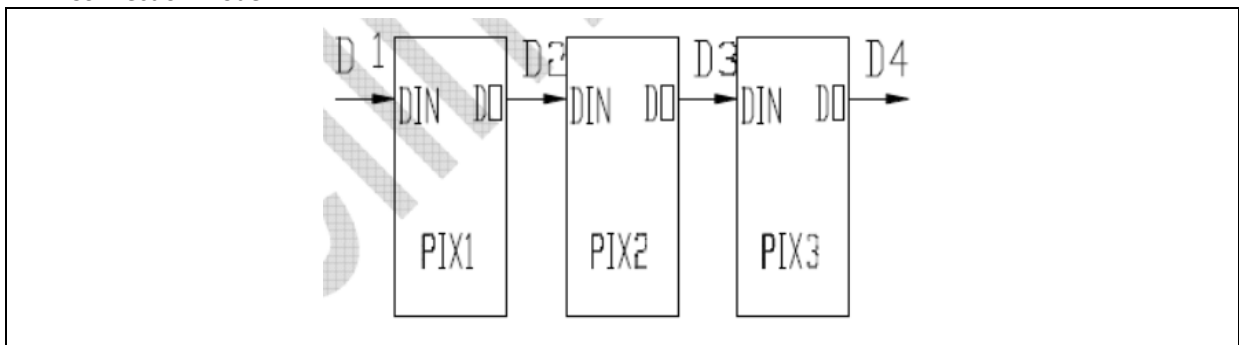 D1 D2 D3 D4
DIN DO DIN DO DIN DO
PIX1 PIX2 PIX3